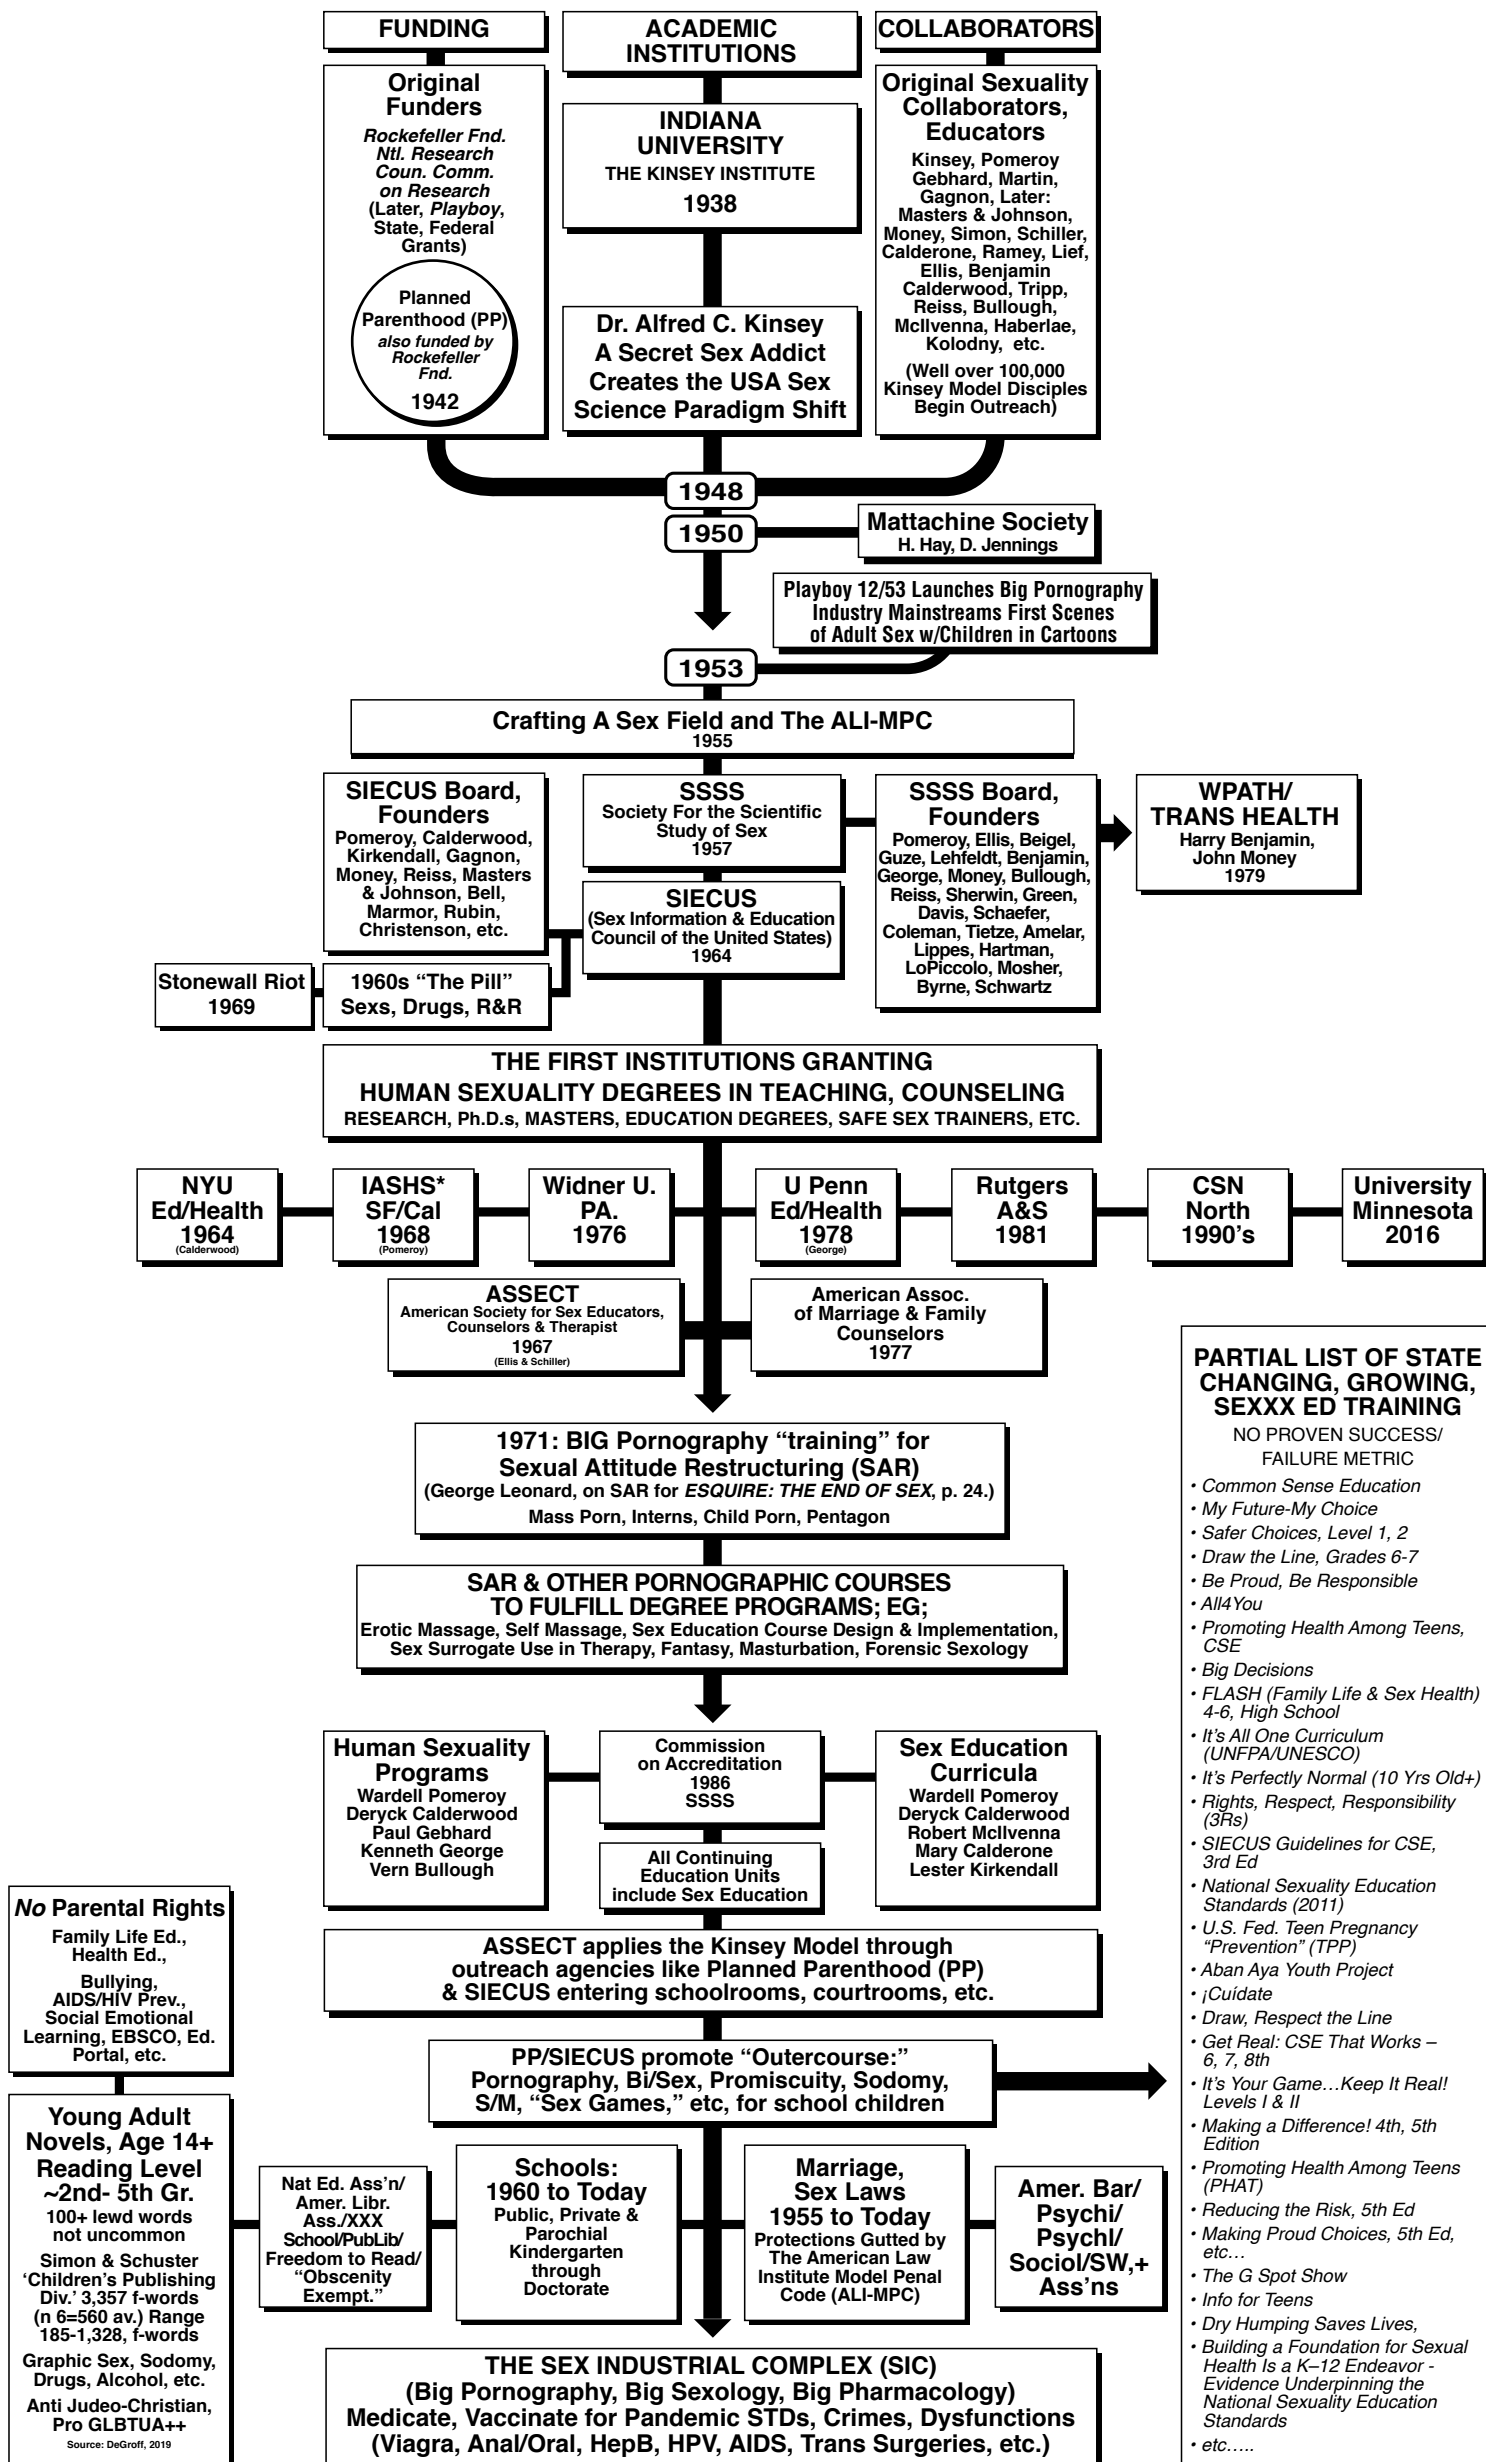 FUNDING
Original
Funders
Rockefeller Fnd.
Ntl. Research
Coun. Comm.
on Research
(Later, Playboy,
State, Federal
Grants)
Planned
Parenthood (PP)
also funded by
Rockefeller
Fnd.
1942
ACADEMIC
INSTITUTIONS
INDIANA
UNIVERSITY
THE KINSEY INSTITUTE
1938
Dr. Alfred C. Kinsey
A Secret Sex Addict
Creates the USA Sex
Science Paradigm Shift
COLLABORATORS
Original Sexuality
Collaborators,
Educators
Kinsey, Pomeroy
Gebhard, Martin,
Gagnon, Later:
Masters & Johnson,
Money, Simon, Schiller,
Calderone, Ramey, Lief,
Ellis, Benjamin
Calderwood, Tripp,
Reiss, Bullough,
McIlvenna, Haberlae,
Kolodny, etc.
(Well over 100,000
Kinsey Model Disciples
Begin Outreach)
1948
1950
Mattachine Society
H. Hay, D. Jennings
Playboy 12/53 Launches Big Pornography
Industry Mainstreams First Scenes
of Adult Sex w/Children in Cartoons
1953
Crafting A Sex Field and The ALI-MPC
1955
SIECUS Board,
Founders
Pomeroy, Calderwood,
Kirkendall, Gagnon,
Money, Reiss, Masters
& Johnson, Bell,
Marmor, Rubin,
Christenson, etc.
SSSS
Society For the Scientific
Study of Sex
1957
SIECUS
(Sex Information & Education
Council of the United States)
1964
SSSS Board,
Founders
Pomeroy, Ellis, Beigel,
Guze, Lehfeldt, Benjamin,
George, Money, Bullough,
Reiss, Sherwin, Green,
Davis, Schaefer,
Coleman, Tietze, Amelar,
Lippes, Hartman,
LoPiccolo, Mosher,
Byrne, Schwartz
WPATH/
TRANS HEALTH
Harry Benjamin,
John Money
1979
Stonewall Riot
1969
1960s “The Pill”
Sexs, Drugs, R&R
THE FIRST INSTITUTIONS GRANTING
HUMAN SEXUALITY DEGREES IN TEACHING, COUNSELING
RESEARCH, Ph.D.s, MASTERS, EDUCATION DEGREES, SAFE SEX TRAINERS, ETC.
NYU
Ed/Health
1964
(Calderwood)
IASHS*
SF/Cal
1968
(Pomeroy)
Widner U.
PA.
1976
U Penn
Ed/Health
1978
(George)
Rutgers
A&S
1981
CSN
North
1990's
University
Minnesota
2016
ASSECT
American Society for Sex Educators,
Counselors & Therapist
1967
(Ellis & Schiller)
American Assoc.
of Marriage & Family
Counselors
1977
1971: BIG Pornography “training” for
Sexual Attitude Restructuring (SAR)
(George Leonard, on SAR for ESQUIRE: THE END OF SEX, p. 24.)
Mass Porn, Interns, Child Porn, Pentagon
SAR & OTHER PORNOGRAPHIC COURSES
TO FULFILL DEGREE PROGRAMS; EG;
Erotic Massage, Self Massage, Sex Education Course Design & Implementation,
Sex Surrogate Use in Therapy, Fantasy, Masturbation, Forensic Sexology
Human Sexuality
Programs
Wardell Pomeroy
Deryck Calderwood
Paul Gebhard
Kenneth George
Vern Bullough
Commission
on Accreditation
1986
SSSS
All Continuing
Education Units
include Sex Education
Sex Education
Curricula
Wardell Pomeroy
Deryck Calderwood
Robert McIlvenna
Mary Calderone
Lester Kirkendall
ASSECT applies the Kinsey Model through
outreach agencies like Planned Parenthood (PP)
& SIECUS entering schoolrooms, courtrooms, etc.
PP/SIECUS promote “Outercourse:”
Pornography, Bi/Sex, Promiscuity, Sodomy,
S/M, “Sex Games,” etc, for school children
No Parental Rights
Family Life Ed.,
Health Ed.,
Bullying,
AIDS/HIV Prev.,
Social Emotional
Learning, EBSCO, Ed.
Portal, etc.
Young Adult
Novels, Age 14+
Reading Level
~2nd- 5th Gr.
100+ lewd words
not uncommon
Simon & Schuster
‘Children's Publishing
Div.’ 3,357 f-words
(n 6=560 av.) Range
185-1,328, f-words
Graphic Sex, Sodomy,
Drugs, Alcohol, etc.
Anti Judeo-Christian,
Pro GLBTUA++
Source: DeGroff, 2019
Nat Ed. Ass'n/
Amer. Libr.
Ass./XXX
School/PubLib/
Freedom to Read/
“Obscenity
Exempt.”
Schools:
1960 to Today
Public, Private &
Parochial
Kindergarten
through
Doctorate
Marriage,
Sex Laws
1955 to Today
Protections Gutted by
The American Law
Institute Model Penal
Code (ALI-MPC)
Amer. Bar/
Psychi/
Psychl/
Sociol/SW,+
Ass'ns
THE SEX INDUSTRIAL COMPLEX (SIC)
(Big Pornography, Big Sexology, Big Pharmacology)
Medicate, Vaccinate for Pandemic STDs, Crimes, Dysfunctions
(Viagra, Anal/Oral, HepB, HPV, AIDS, Trans Surgeries, etc.)
PARTIAL LIST OF STATE
CHANGING, GROWING,
SEXXX ED TRAINING
NO PROVEN SUCCESS/
FAILURE METRIC
• Common Sense Education
• My Future-My Choice
• Safer Choices, Level 1, 2
• Draw the Line, Grades 6-7
• Be Proud, Be Responsible
• All4You
• Promoting Health Among Teens,
CSE
• Big Decisions
• FLASH (Family Life & Sex Health)
4-6, High School
• It's All One Curriculum
(UNFPA/UNESCO)
• It's Perfectly Normal (10 Yrs Old+)
• Rights, Respect, Responsibility
(3Rs)
• SIECUS Guidelines for CSE,
3rd Ed
• National Sexuality Education
Standards (2011)
• U.S. Fed. Teen Pregnancy
“Prevention” (TPP)
• Aban Aya Youth Project
• ¡Cuídate
• Draw, Respect the Line
• Get Real: CSE That Works –
6, 7, 8th
• It's Your Game…Keep It Real!
Levels I & II
• Making a Difference! 4th, 5th
Edition
• Promoting Health Among Teens
(PHAT)
• Reducing the Risk, 5th Ed
• Making Proud Choices, 5th Ed,
etc…
• The G Spot Show
• Info for Teens
• Dry Humping Saves Lives,
• Building a Foundation for Sexual
Health Is a K–12 Endeavor -
Evidence Underpinning the
National Sexuality Education
Standards
• etc…..